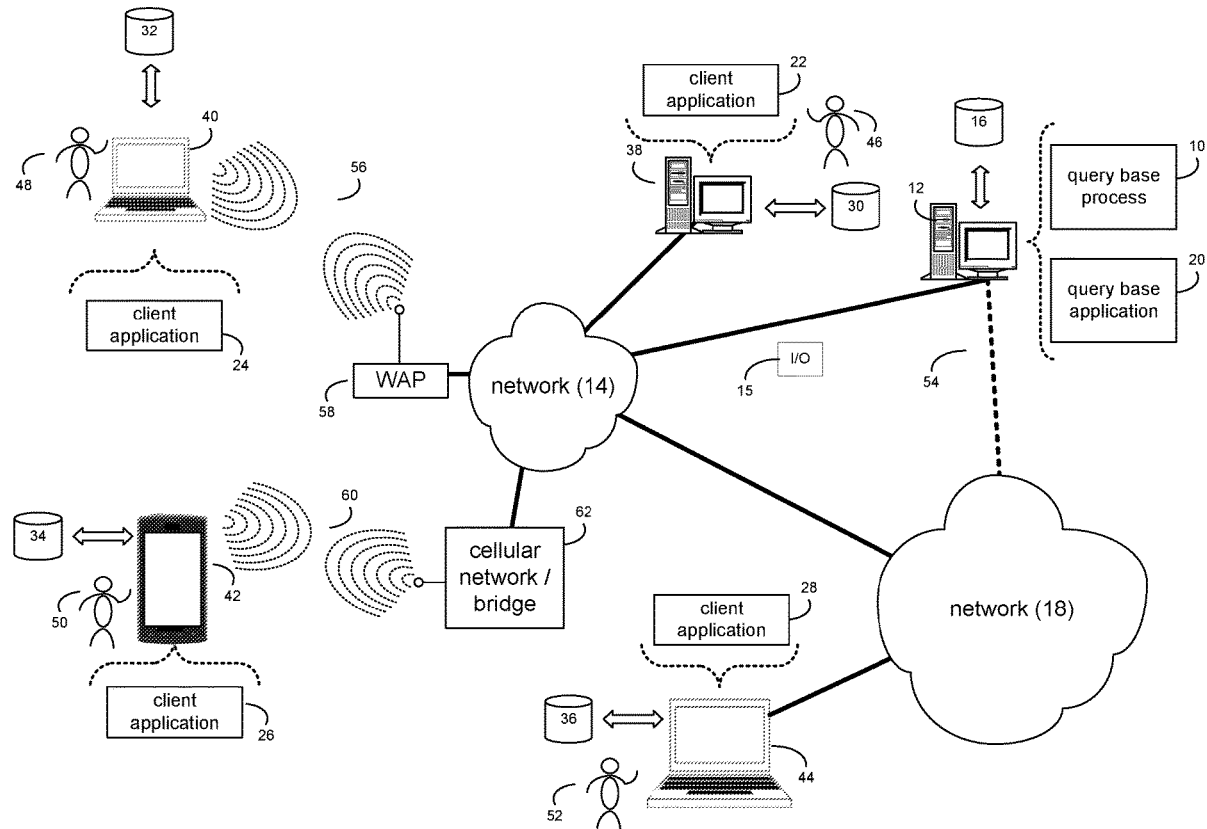 32
40
48
56
client
application
24
WAP
58
client
application
22
46
38
30
16
12
query base
process
10
query base
application
20
network (14)
I/O
15
54
34
42
50
60
client
application
26
62
cellular
network /
bridge
network (18)
client
application
28
36
44
52